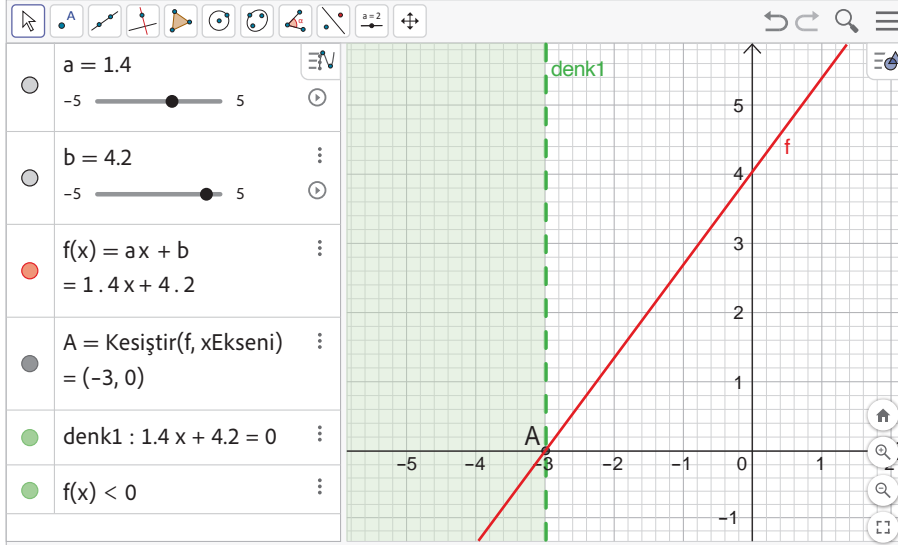 A
α
a = 2
a = 1.4
−5
5
b = 4.2
−5
5
f(x) = ax + b
= 1.4x + 4.2
A = Kesiştir(f, xEkseni)
= (−3, 0)
denk1 : 1.4 x + 4.2 = 0
f(x) < 0
denk1
5
f
4
3
2
1
A
−5
−4
−3
−2
−1
0
1
2
−1